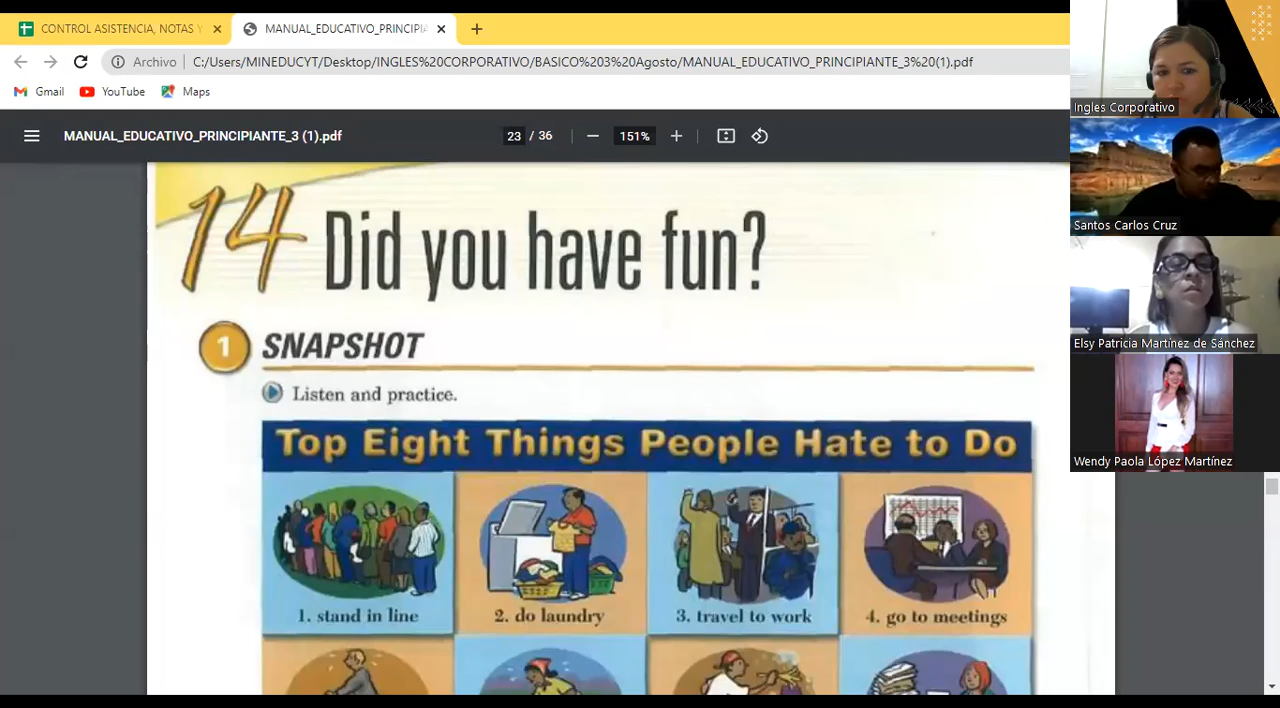 CONTROL ASISTENCIA, NOTAS Y
MANUAL_EDUCATIVO_PRINCIPIA
Archivo C:/Users/MINEDUCYT/Desktop/INGLES%20CORPORATIVO/BASICO%203%20Agosto/MANUAL_EDUCATIVO_PRINCIPIANTE_3%20(1).pdf
Gmail YouTube Maps
MANUAL_EDUCATIVO_PRINCIPIANTE_3 (1).pdf 23 / 36 151%
14 Did you have fun?
1 SNAPSHOT
Listen and practice.
Top Eight Things People Hate to Do
1. stand in line
2. do laundry
3. travel to work
4. go to meetings
Ingles Corporativo
Santos Carlos Cruz
Elsy Patricia Martínez de Sánchez
Wendy Paola López Martínez